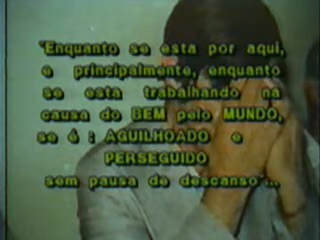 "Enquanto se esta por aqui,
e principalmente, enquanto
se esta trabalhando na
causa do BEM pelo MUNDO,
se é : AGUILHOADO e
PERSEGUIDO
sem pausa de descanso"...